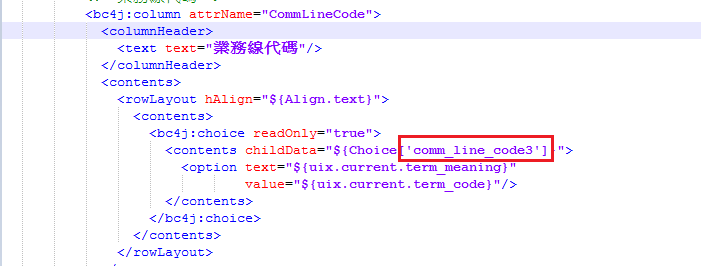 <bc4j:column attrName="CommLineCode">
<columnHeader>
<text text="業務線代碼"/>
</columnHeader>
<contents>
<rowLayout hAlign="${Align.text}">
<contents>
<bc4j:choice readOnly="true">
<contents childData="${Choice['comm_line_code3']}">
<option text="${uix.current.term_meaning}"
value="${uix.current.term_code}"/>
</contents>
</bc4j:choice>
</contents>
</rowLayout>